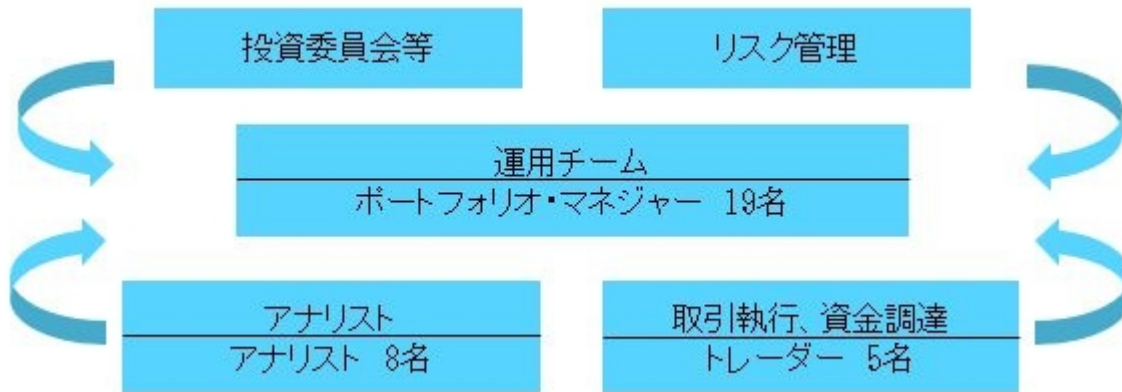 投資委員会等
リスク管理
運用チーム
ポートフォリオ・マネジャー 19名
アナリスト
アナリスト 8名
取引執行、資金調達
トレーダー 5名